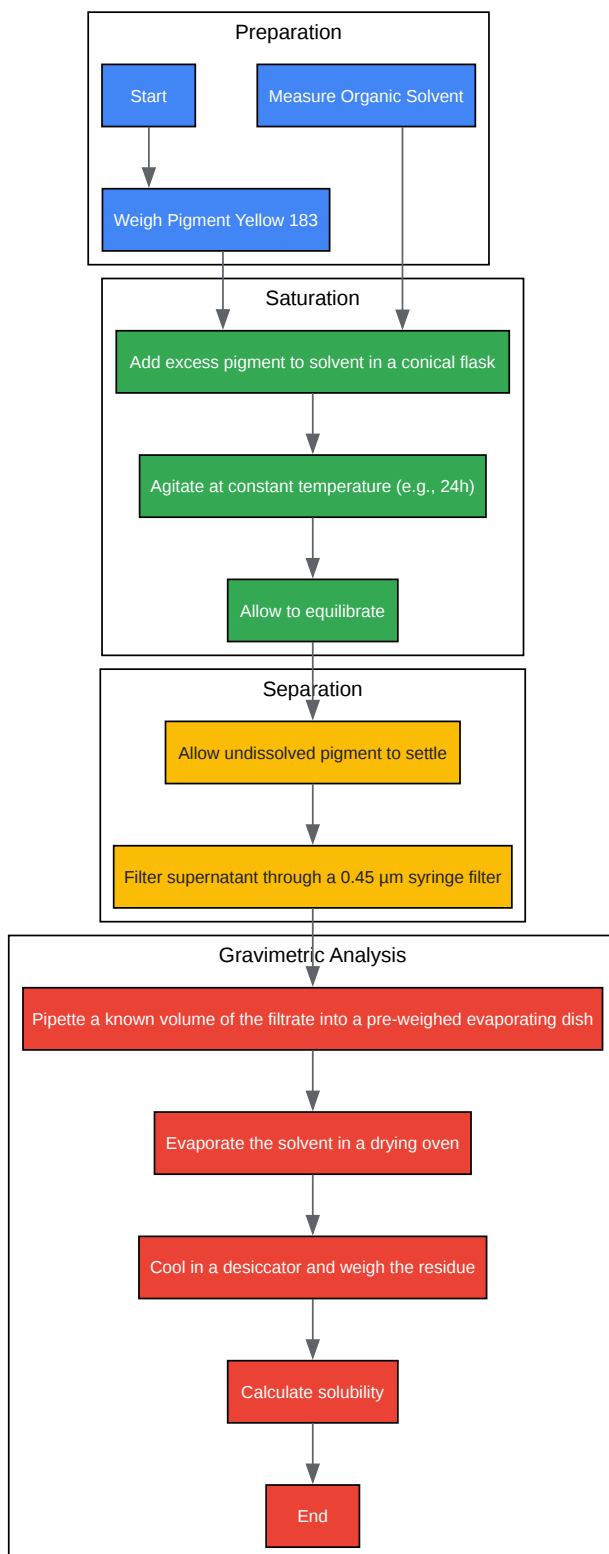 Preparation
Start
Measure Organic Solvent
Weigh Pigment Yellow 183
Saturation
Add excess pigment to solvent in a conical flask
Agitate at constant temperature (e.g., 24h)
Allow to equilibrate
Separation
Allow undissolved pigment to settle
Filter supernatant through a 0.45 µm syringe filter
Gravimetric Analysis
Pipette a known volume of the filtrate into a pre-weighed evaporating dish
Evaporate the solvent in a drying oven
Cool in a desiccator and weigh the residue
Calculate solubility
End